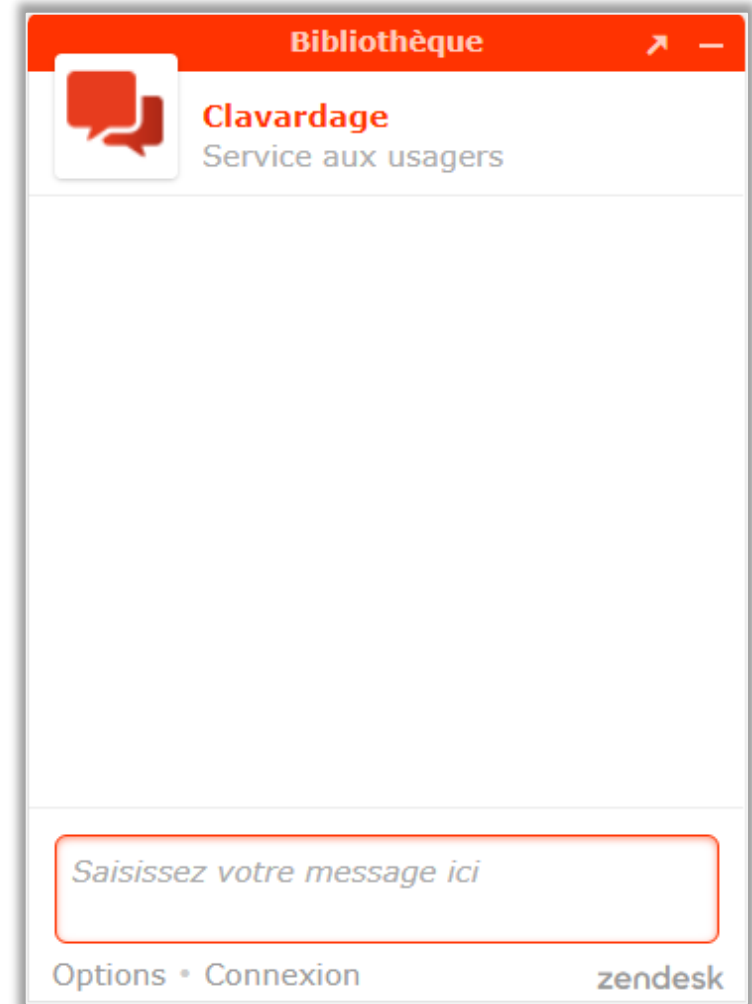 Bibliothèque
Clavardage
Service aux usagers
Saisissez votre message ici
Options • Connexion
zendesk